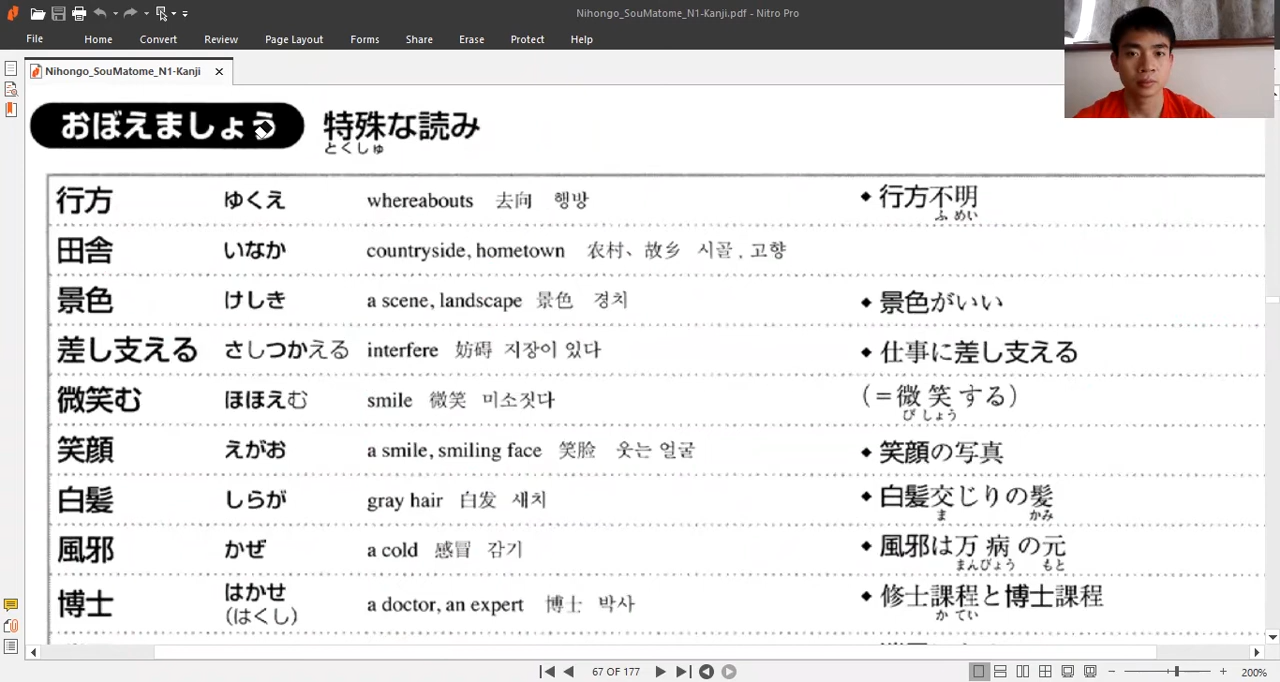 Nihongo_SouMatome_N1-Kanji.pdf - Nitro Pro
File Home Convert Review Page Layout Forms Share Erase Protect Help
Nihongo_SouMatome_N1-Kanji
おぼえましょう 特殊な読み
とくしゅ
行方 ゆくえ whereabouts 去向 행방 ◆ 行方不明
ふ めい
田舎 いなか countryside, hometown 农村、故乡 시골 , 고향
景色 けしき a scene, landscape 景色 경치 ◆ 景色がいい
差し支える さしつかえる interfere 妨碍 지장이 있다 ◆ 仕事に差し支える
微笑む ほほえむ smile 微笑 미소짓다 (=微笑する)
び しょう
笑顔 えがお a smile, smiling face 笑脸 웃는 얼굴 ◆ 笑顔の写真
白髪 しらが gray hair 白发 새치 ◆ 白髪交じりの髪
ま かみ
風邪 かぜ a cold 感冒 감기 ◆ 風邪は万病の元
まんびょう もと
博士 はかせ (はくし) a doctor, an expert 博士 박사 ◆ 修士課程と博士課程
か てい
67 OF 177
200%